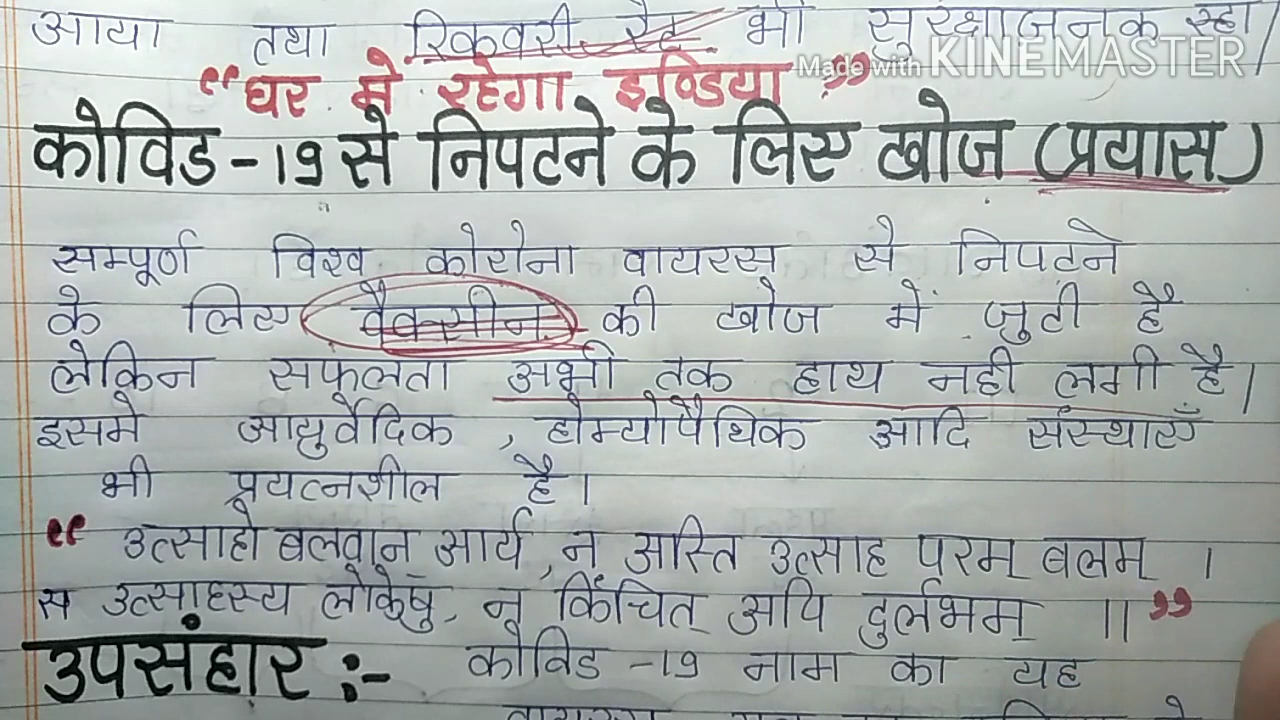 आया तथा रिकवरी रेट भी सुरक्षाजनक रहा।
Made with KINEMASTER
“घर मे रहेगा इण्डिया”
कोविड-19 से निपटने के लिए खोज (प्रयास)
सम्पूर्ण विश्व कोरोना वायरस से निपटने
के लिए वैक्सीन की खोज में जुटी है
लेकिन सफलता अभी तक हाथ नही लगी है।
इसमे आयुर्वेदिक, होम्योपैथिक आदि संस्थाएँ
भी प्रयत्नशील है।
“ उत्साहो बलवान् आर्य, न अस्ति उत्साह परम् बलम् ।
स उत्साहस्य लोकेषु, न किंचित् अपि दुर्लभम् ॥ ”
उपसंहार :- कोविड -19 नाम का यह